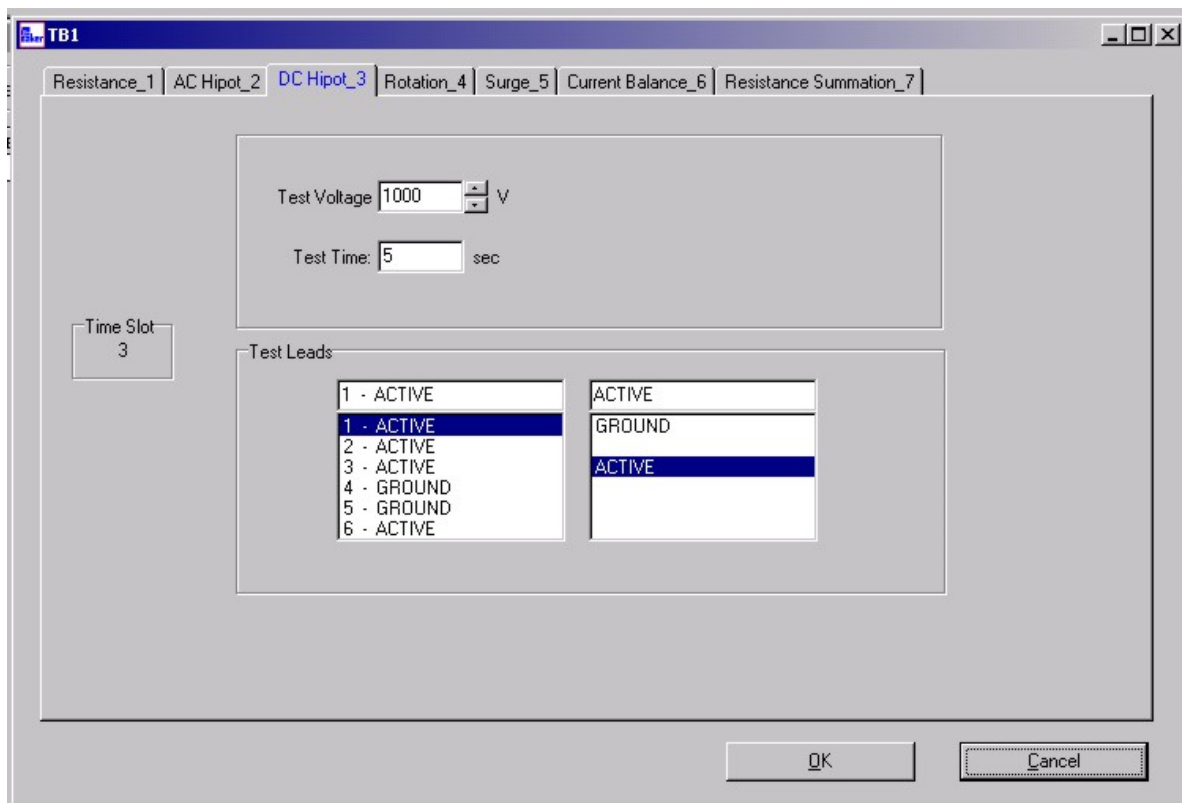 TB1
Resistance_1 AC Hipot_2 DC Hipot_3 Rotation_4 Surge_5 Current Balance_6 Resistance Summation_7
Test Voltage 1000 V
Test Time: 5 sec
Time Slot
3
Test Leads
1 - ACTIVE
1 - ACTIVE
2 - ACTIVE
3 - ACTIVE
4 - GROUND
5 - GROUND
6 - ACTIVE
ACTIVE
GROUND
ACTIVE
OK Cancel